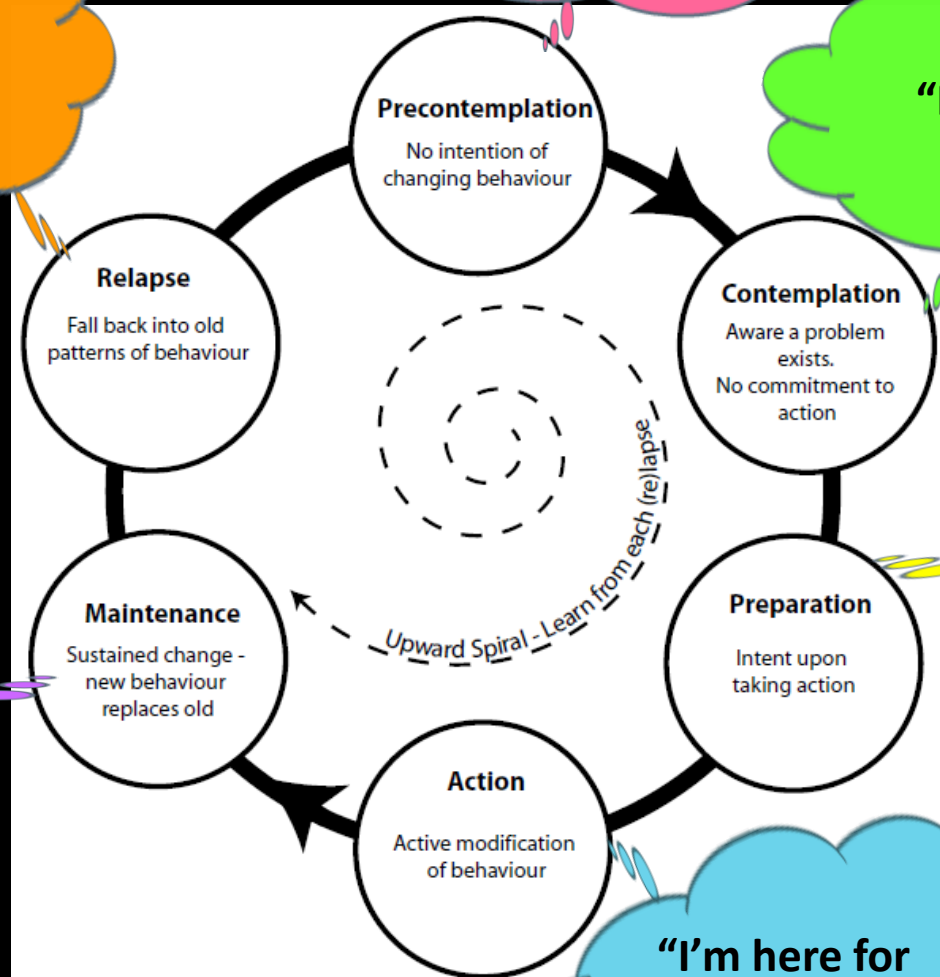 Precontemplation
No intention of
changing behaviour
Contemplation
Aware a problem
exists.
No commitment to
action
Preparation
Intent upon
taking action
Action
Active modification
of behaviour
Maintenance
Sustained change -
new behaviour
replaces old
Relapse
Fall back into old
patterns of behaviour
Upward Spiral - Learn from each (re)lapse
“I’m here for